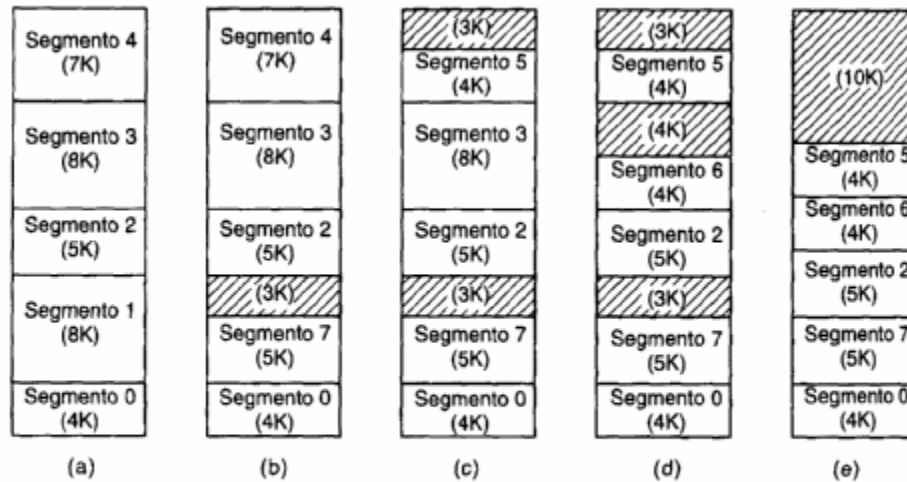 Segmento 4
(7K)
Segmento 3
(8K)
Segmento 2
(5K)
Segmento 1
(8K)
Segmento 0
(4K)
(a)
Segmento 4
(7K)
Segmento 3
(8K)
Segmento 2
(5K)
(3K)
Segmento 7
(5K)
Segmento 0
(4K)
(b)
(3K)
Segmento 5
(4K)
Segmento 3
(8K)
Segmento 2
(5K)
(3K)
Segmento 7
(5K)
Segmento 0
(4K)
(c)
(3K)
Segmento 5
(4K)
(4K)
Segmento 6
(4K)
Segmento 2
(5K)
(3K)
Segmento 7
(5K)
Segmento 0
(4K)
(d)
(10K)
Segmento 5
(4K)
Segmento 6
(4K)
Segmento 2
(5K)
Segmento 7
(5K)
Segmento 0
(4K)
(e)